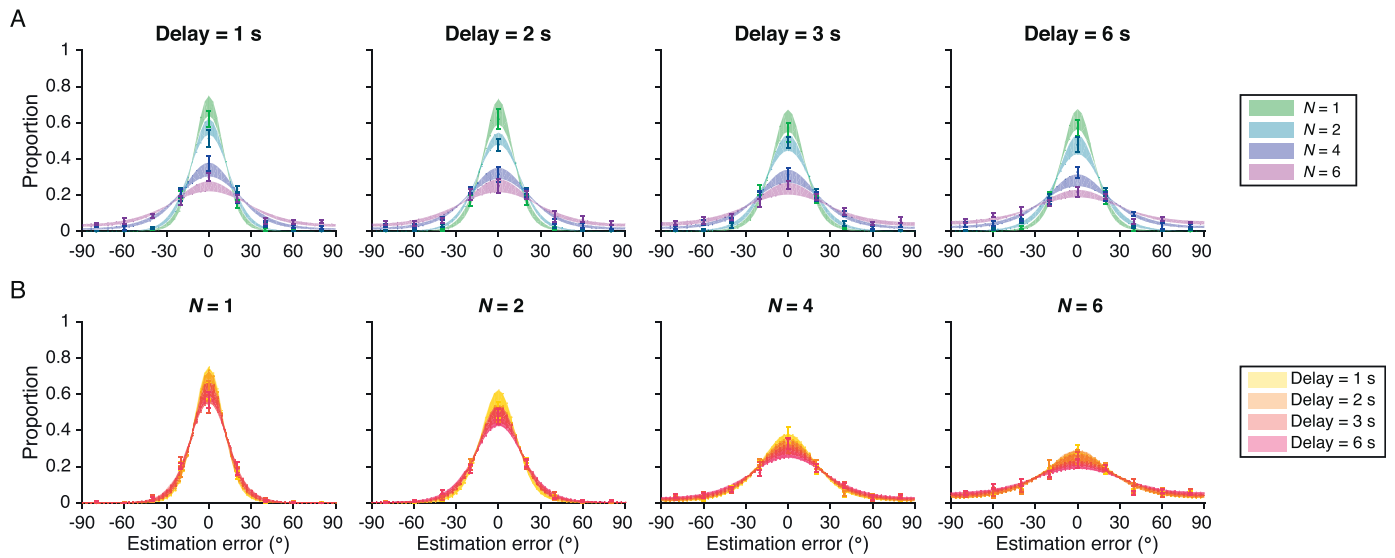 A
Delay = 1 s
Delay = 2 s
Delay = 3 s
Delay = 6 s
Proportion
1
0.8
0.6
0.4
0.2
0
-90 -60 -30 0 30 60 90
-90 -60 -30 0 30 60 90
-90 -60 -30 0 30 60 90
-90 -60 -30 0 30 60 90
N = 1
N = 2
N = 4
N = 6
B
N = 1
N = 2
N = 4
N = 6
Proportion
1
0.8
0.6
0.4
0.2
0
-90 -60 -30 0 30 60 90
-90 -60 -30 0 30 60 90
-90 -60 -30 0 30 60 90
-90 -60 -30 0 30 60 90
Estimation error (°)
Estimation error (°)
Estimation error (°)
Estimation error (°)
Delay = 1 s
Delay = 2 s
Delay = 3 s
Delay = 6 s